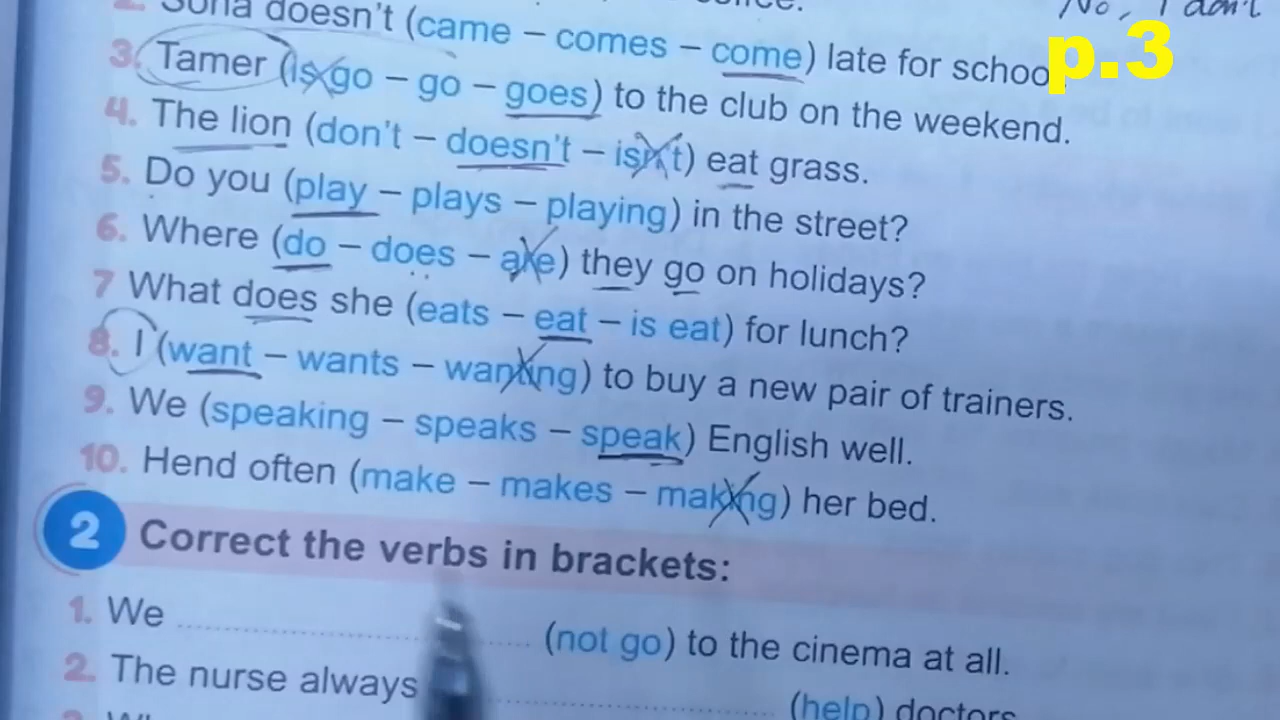 No, I don't
2. Soha doesn't (came – comes – come) late for school.
p.3
3. Tamer (is go – go – goes) to the club on the weekend.
4. The lion (don't – doesn't – isn't) eat grass.
5. Do you (play – plays – playing) in the street?
6. Where (do – does – are) they go on holidays?
7 What does she (eats – eat – is eat) for lunch?
8. I (want – wants – wanting) to buy a new pair of trainers.
9. We (speaking – speaks – speak) English well.
10. Hend often (make – makes – making) her bed.
2 Correct the verbs in brackets:
1. We .............................. (not go) to the cinema at all.
2. The nurse always .............................. (help) doctors